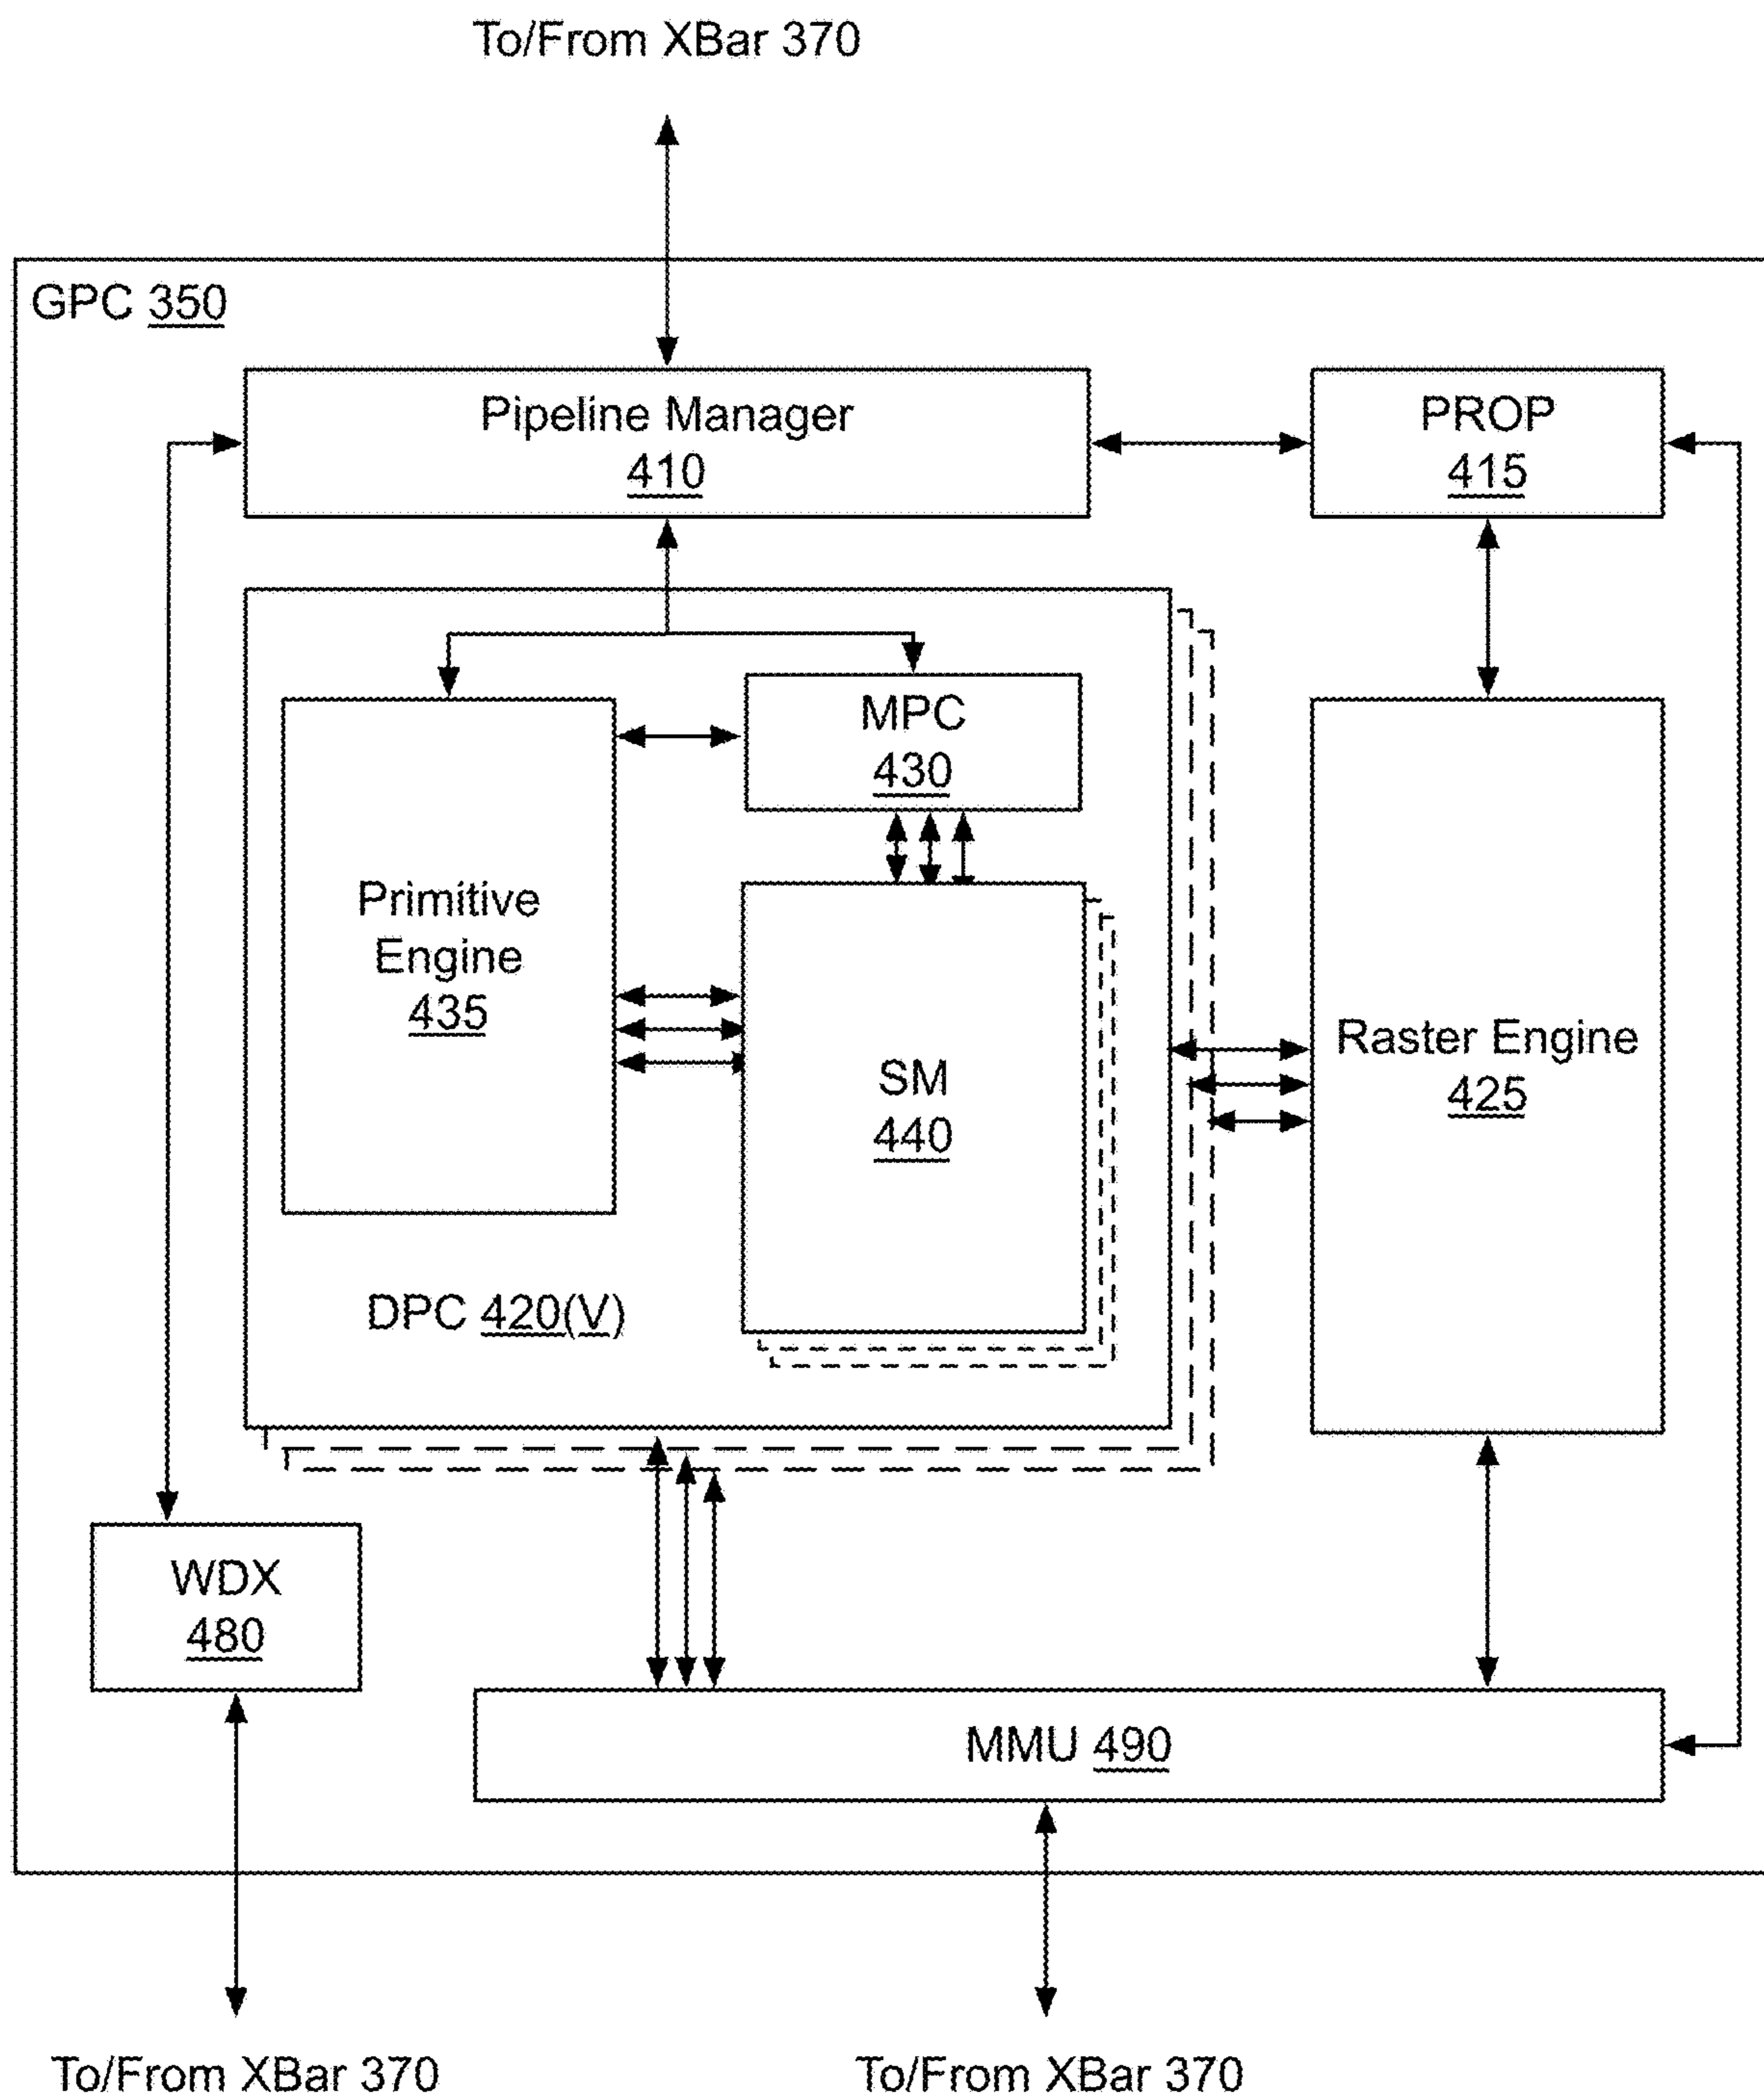 To/From XBar 370
GPC 350
Pipeline Manager
410
PROP
415
MPC
430
Primitive
Engine
435
SM
440
Raster Engine
425
DPC 420(V)
WDX
480
MMU 490
To/From XBar 370
To/From XBar 370